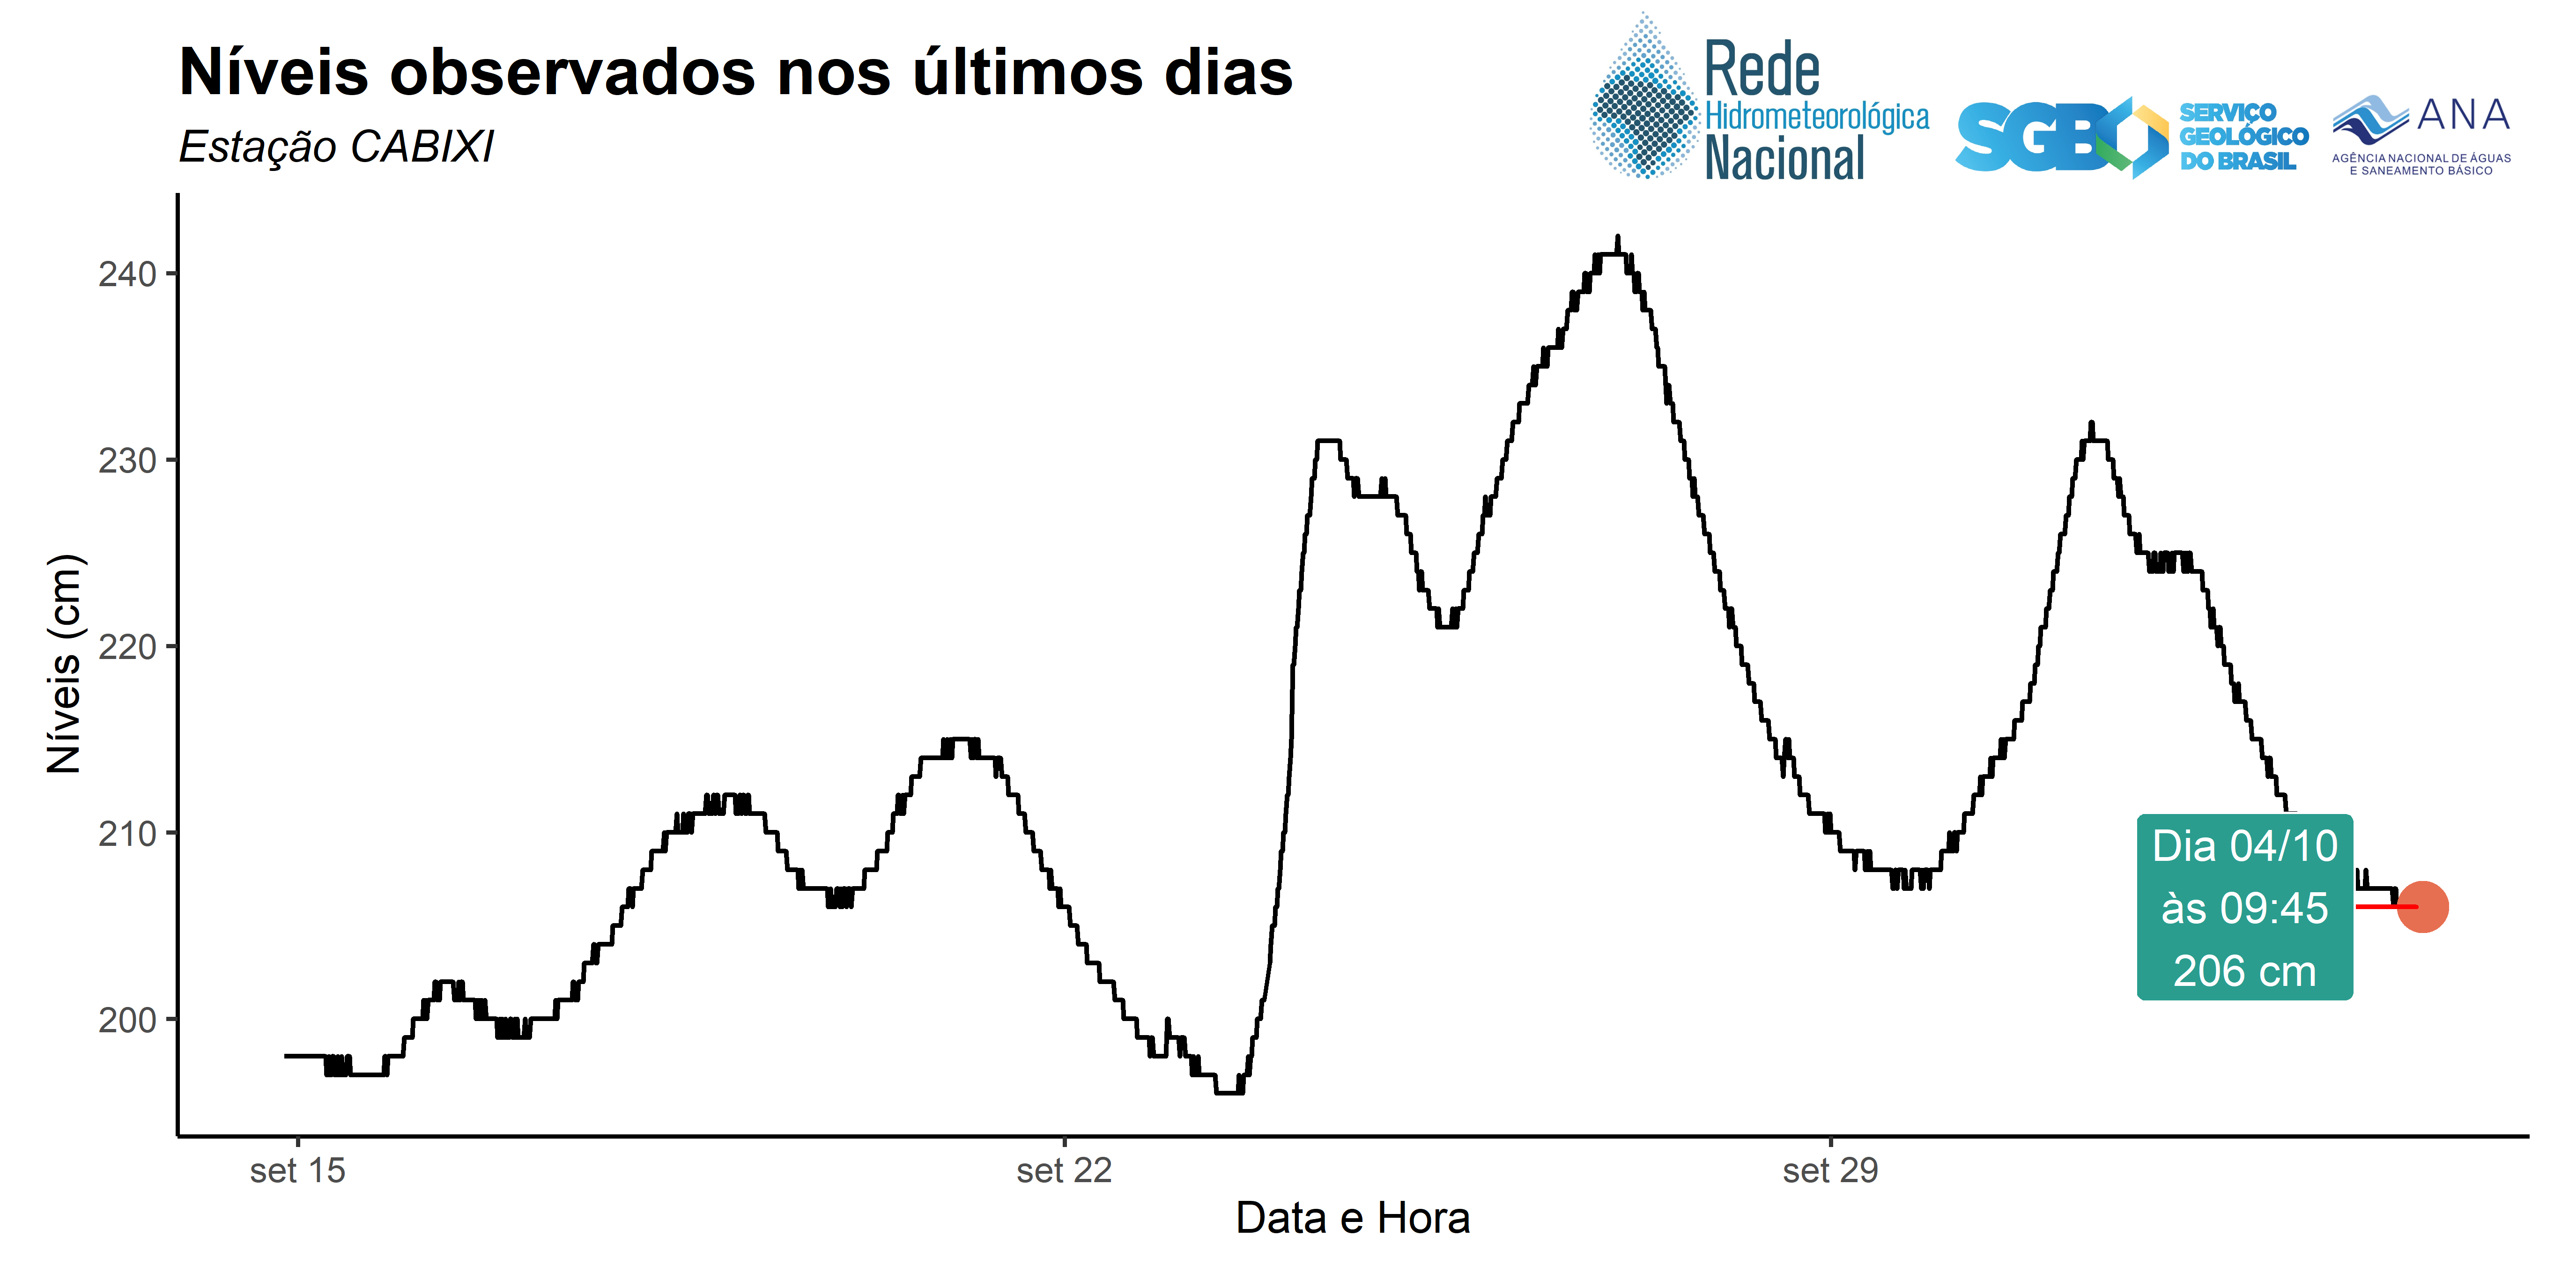 Níveis observados nos últimos dias
Estação CABIXI
Rede
Hidrometeorológica
Nacional
SGB
SERVIÇO
GEOLÓGICO
DO BRASIL
ANA
AGÊNCIA NACIONAL DE ÁGUAS
E SANEAMENTO BÁSICO
Níveis (cm)
240
230
220
210
200
Dia 04/10
às 09:45
206 cm
set 15
set 22
set 29
Data e Hora